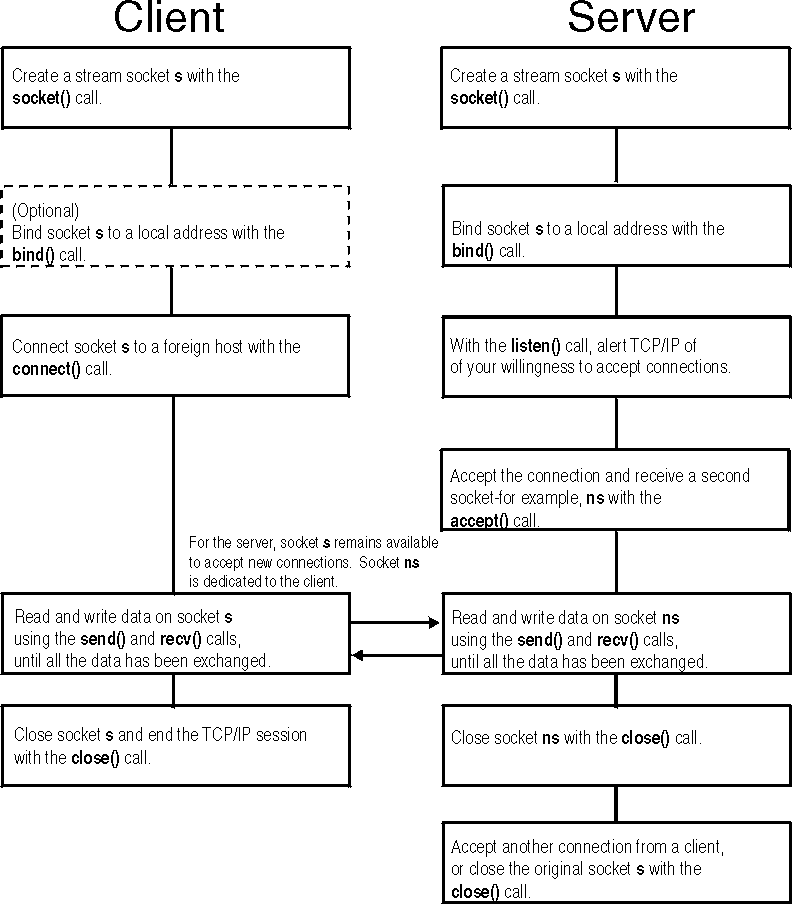 Client
Server
Create a stream socket s with the
socket() call.
Create a stream socket s with the
socket() call.
(Optional)
Bind socket s to a local address with the
bind() call.
Bind socket s to a local address with the
bind() call.
Connect socket s to a foreign host with the
connect() call.
With the listen() call, alert TCP/IP of
of your willingness to accept connections.
Accept the connection and receive a second
socket-for example, ns with the
accept() call.
For the server, socket s remains available
to accept new connections. Socket ns
is dedicated to the client.
Read and write data on socket s
using the send() and recv() calls,
until all the data has been exchanged.
Read and write data on socket ns
using the send() and recv() calls,
until all the data has been exchanged.
Close socket s and end the TCP/IP session
with the close() call.
Close socket ns with the close() call.
Accept another connection from a client,
or close the original socket s with the
close() call.